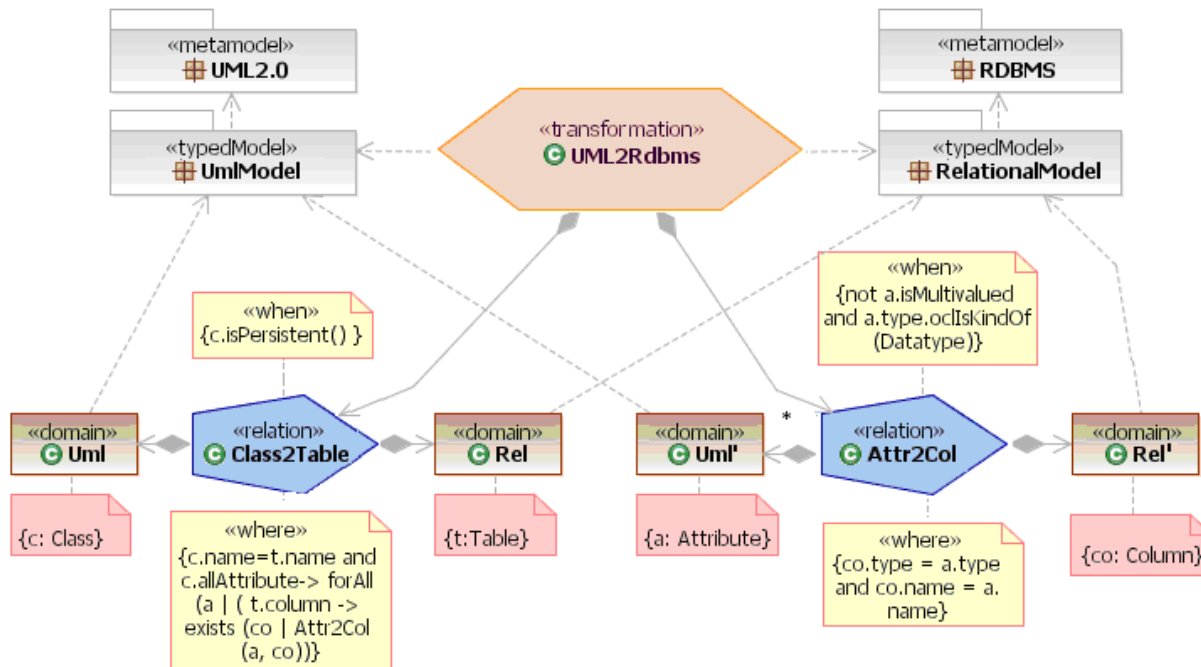 «metamodel»
UML2.0
«metamodel»
RDBMS
«transformation»
UML2Rdbms
«typedModel»
UmlModel
«typedModel»
RelationalModel
«when»
{c.isPersistent() }
«when»
{not a.isMultivalued
and a.type.oclIsKindOf
(Datatype)}
«domain»
Uml
«relation»
Class2Table
«domain»
Rel
«domain»
Uml'
*
«relation»
Attr2Col
«domain»
Rel'
{c: Class}
«where»
{c.name=t.name and
c.allAttribute-> forAll
(a | ( t.column ->
exists (co | Attr2Col
(a, co))}
{t:Table}
{a: Attribute}
«where»
{co.type = a.type
and co.name = a.
name}
{co: Column}